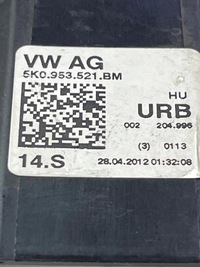 VW AG
5K0.953.521.BM
HU
URB
002 204.996
(3) 0113
14.S 28.04.2012 01:32:08